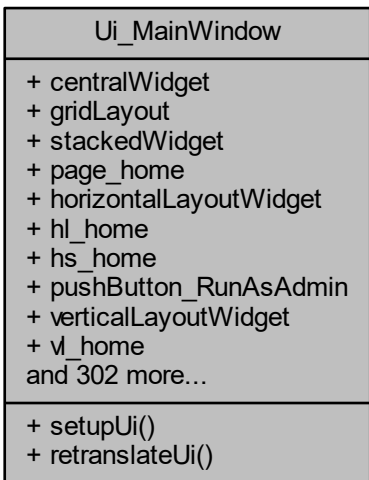 Ui_MainWindow
+ centralWidget
+ gridLayout
+ stackedWidget
+ page_home
+ horizontalLayoutWidget
+ hl_home
+ hs_home
+ pushButton_RunAsAdmin
+ verticalLayoutWidget
+ vl_home
and 302 more...
+ setupUi()
+ retranslateUi()